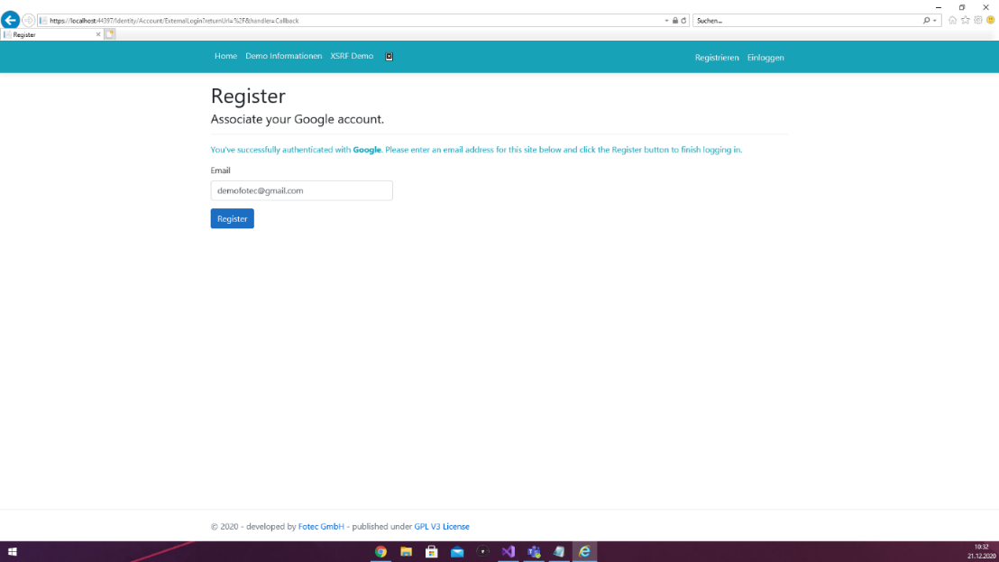 https://localhost:44397/Identity/Account/ExternalLogin?returnUrl=%2F&handler=Callback
Suchen...
Register
Home Demo Informationen XSRF Demo
Registrieren Einloggen
Register
Associate your Google account.
You've successfully authenticated with Google. Please enter an email address for this site below and click the Register button to finish logging in.
Email
demofotec@gmail.com
Register
© 2020 - developed by Fotec GmbH - published under GPL V3 License
10:32
21.12.2020